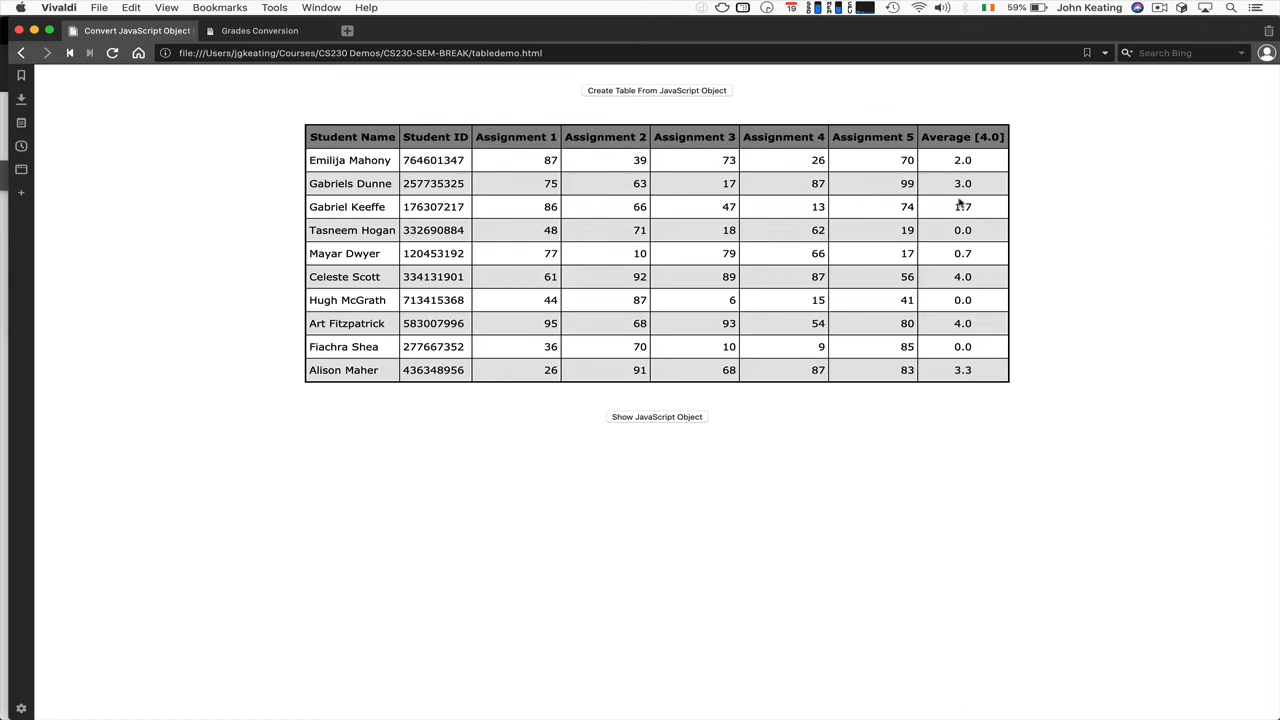 Vivaldi File Edit View Bookmarks Tools Window Help 19 59% John Keating
Convert JavaScript Object Grades Conversion
file:///Users/jgkeating/Courses/CS230 Demos/CS230-SEM-BREAK/tabledemo.html Search Bing
Create Table From JavaScript Object
Student Name Student ID Assignment 1 Assignment 2 Assignment 3 Assignment 4 Assignment 5 Average [4.0]
Emilija Mahony 764601347 87 39 73 26 70 2.0
Gabriels Dunne 257735325 75 63 17 87 99 3.0
Gabriel Keeffe 176307217 86 66 47 13 74 1.7
Tasneem Hogan 332690884 48 71 18 62 19 0.0
Mayar Dwyer 120453192 77 10 79 66 17 0.7
Celeste Scott 334131901 61 92 89 87 56 4.0
Hugh McGrath 713415368 44 87 6 15 41 0.0
Art Fitzpatrick 583007996 95 68 93 54 80 4.0
Fiachra Shea 277667352 36 70 10 9 85 0.0
Alison Maher 436348956 26 91 68 87 83 3.3
Show JavaScript Object